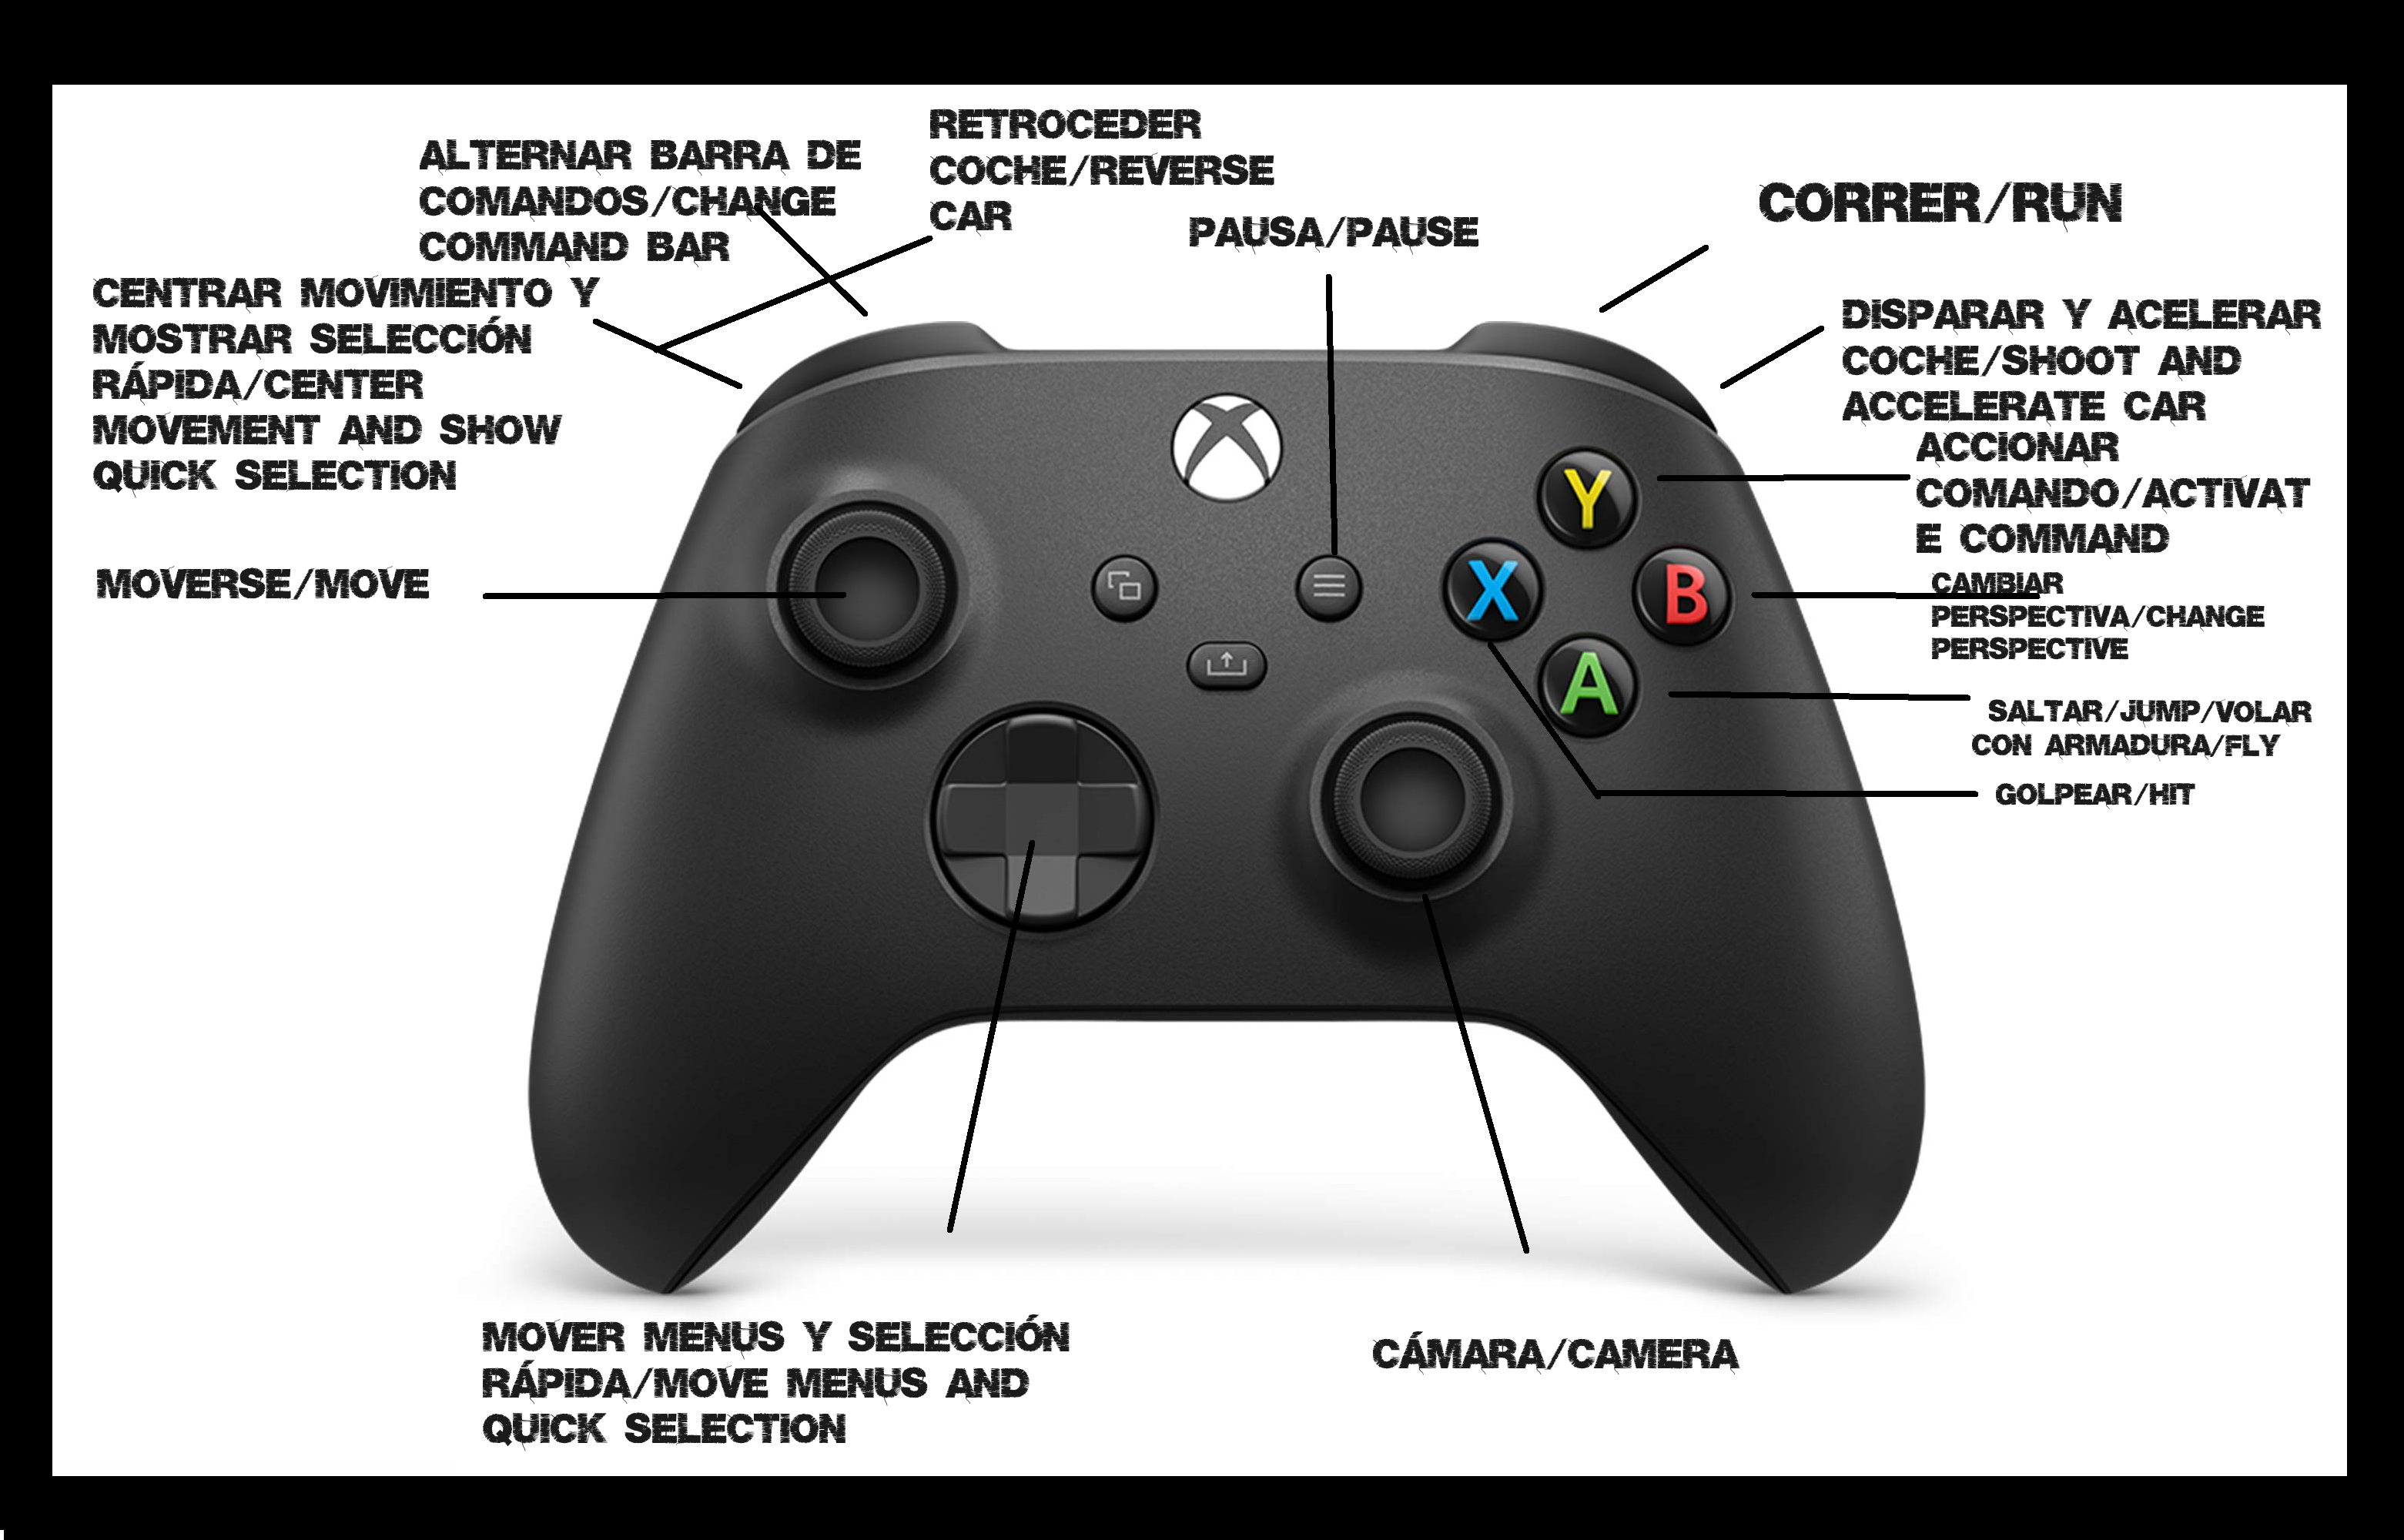 ALTERNAR BARRA DE
COMANDOS/CHANGE
COMMAND BAR
RETROCEDER
COCHE/REVERSE
CAR
PAUSA/PAUSE
CORRER/RUN
CENTRAR MOVIMIENTO Y
MOSTRAR SELECCIÓN
RÁPIDA/CENTER
MOVEMENT AND SHOW
QUICK SELECTION
DISPARAR Y ACELERAR
COCHE/SHOOT AND
ACCELERATE CAR
ACCIONAR
COMANDO/ACTIVAT
E COMMAND
MOVERSE/MOVE
CAMBIAR
PERSPECTIVA/CHANGE
PERSPECTIVE
Y
X
B
A
SALTAR/JUMP/VOLAR
CON ARMADURA/FLY
GOLPEAR/HIT
MOVER MENUS Y SELECCIÓN
RÁPIDA/MOVE MENUS AND
QUICK SELECTION
CÁMARA/CAMERA